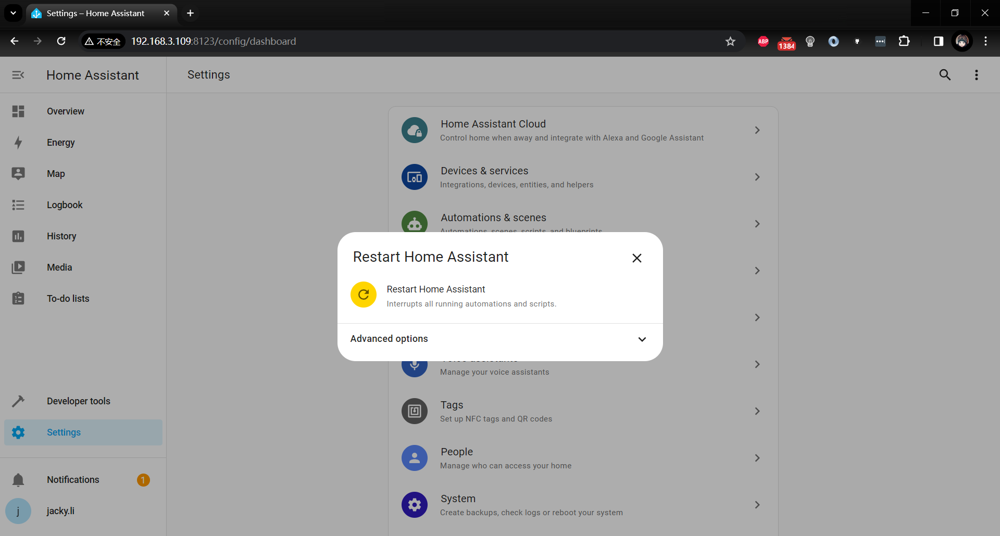 Settings – Home Assistant
不安全
192.168.3.109:8123/config/dashboard
ABP
1384
Home Assistant
Settings
Overview
Energy
Map
Logbook
History
Media
To-do lists
Developer tools
Settings
Notifications
1
j
jacky.li
Home Assistant Cloud
Control home when away and integrate with Alexa and Google Assistant
Devices & services
Integrations, devices, entities, and helpers
Automations & scenes
Automations, scenes, scripts, and blueprints
Restart Home Assistant
Restart Home Assistant
Interrupts all running automations and scripts.
Advanced options
Voice assistants
Manage your voice assistants
Tags
Set up NFC tags and QR codes
People
Manage who can access your home
System
Create backups, check logs or reboot your system